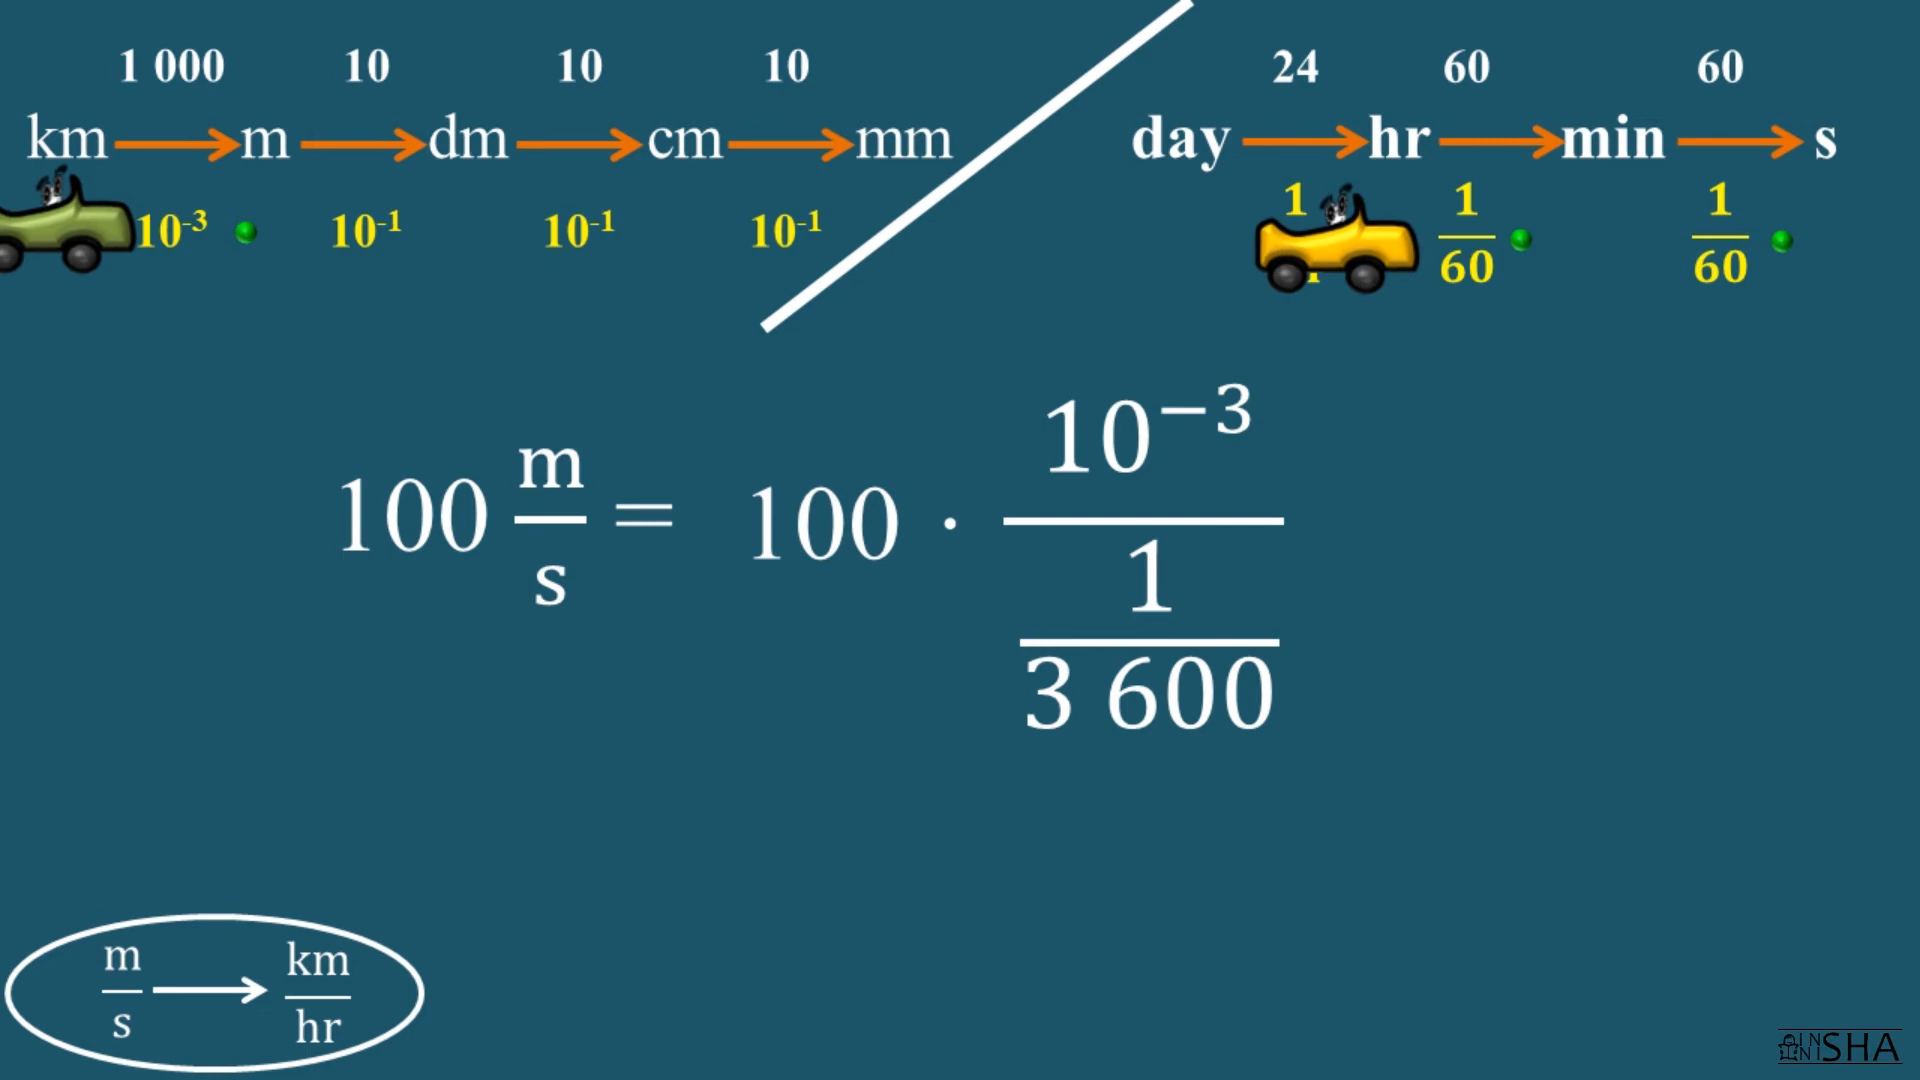 1 000 10 10 10
km m dm cm mm
10⁻³ 10⁻¹ 10⁻¹ 10⁻¹
24 60 60
day hr min s
1 1 1
60 60
100 m/s = 100 · 10⁻³
1
3 600
m/s km/hr
SHA